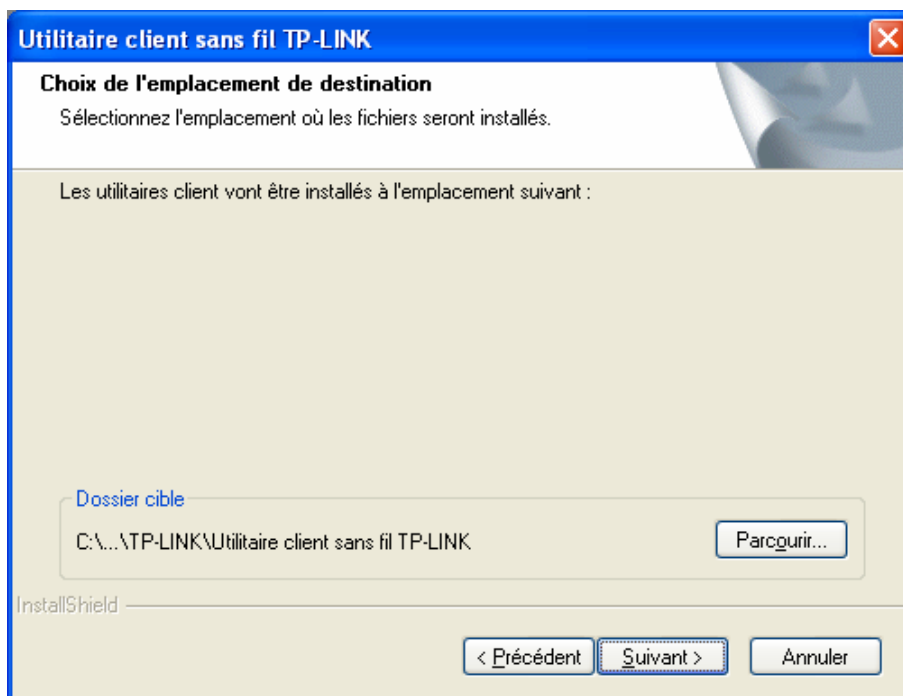 Utilitaire client sans fil TP-LINK
Choix de l'emplacement de destination
Sélectionnez l'emplacement où les fichiers seront installés.
Les utilitaires client vont être installés à l'emplacement suivant :
Dossier cible
C:\...\TP-LINK\Utilitaire client sans fil TP-LINK
Parcourir...
InstallShield
< Précédent
Suivant >
Annuler